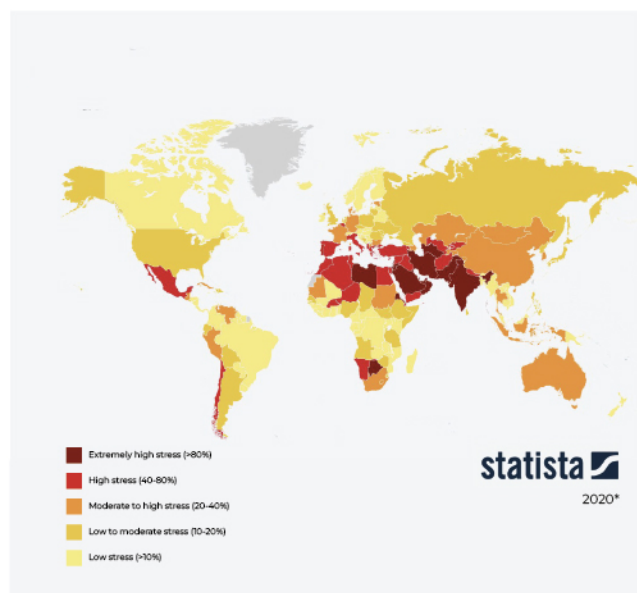 Extremely high stress (>80%)
High stress (40-80%)
Moderate to high stress (20-40%)
Low to moderate stress (10-20%)
Low stress (>10%)
statista
2020*